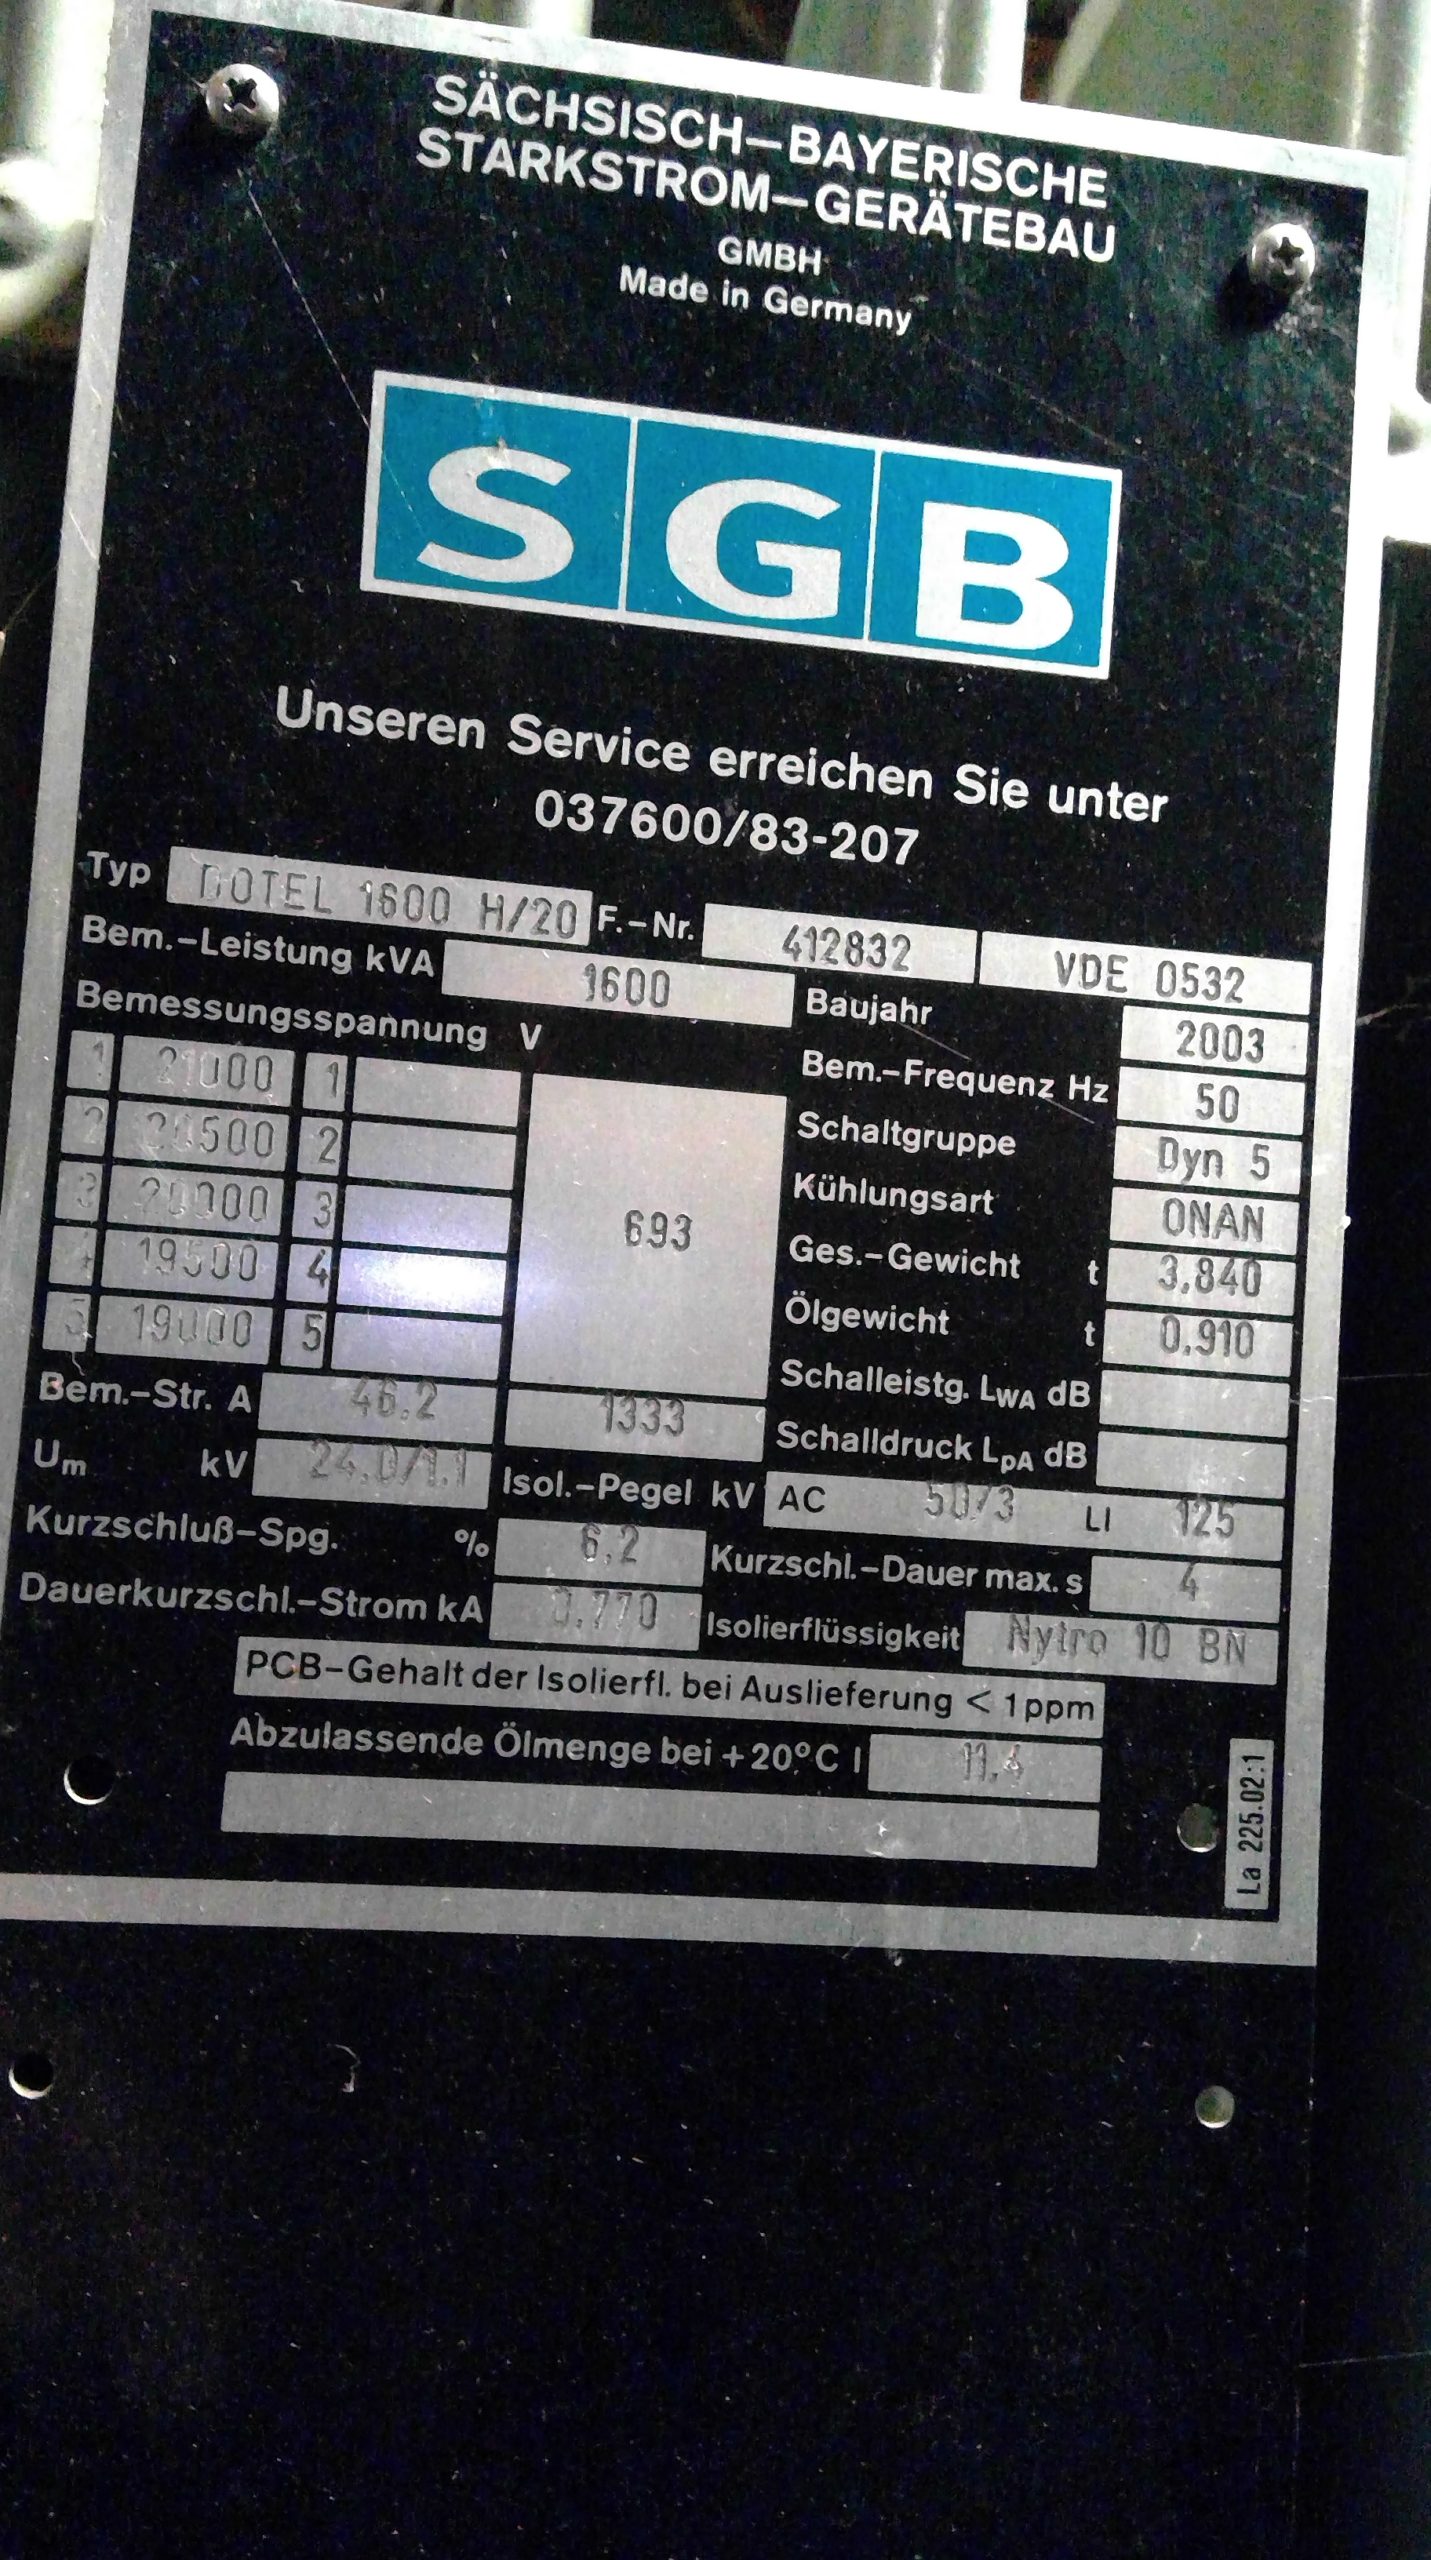 SÄCHSISCH-BAYERISCHE
STARKSTROM-GERÄTEBAU
GMBH
Made in Germany
SGB
Unseren Service erreichen Sie unter
037600/83-207
Typ DOTEL 1600 H/20 F.-Nr. 412832 VDE 0532
Bem.-Leistung kVA 1600 Baujahr 2003
Bemessungsspannung V
Bem.-Frequenz Hz 50
1 21000 1
Schaltgruppe Dyn 5
2 20500 2
Kühlungsart ONAN
3 20000 3 693
Ges.-Gewicht t 3.840
4 19500 4
Ölgewicht t 0.910
5 19000 5
Schalleistg. LWA dB
Bem.-Str. A 46.2 1333
Schalldruck LpA dB
Um kV 24.0/1.1 Isol.-Pegel kV AC 50/3 LI 125
Kurzschluß-Spg. % 6.2 Kurzschl.-Dauer max. s 4
Dauerkurzschl.-Strom kA 0.770 Isolierflüssigkeit Nytro 10 BN
PCB-Gehalt der Isolierfl. bei Auslieferung < 1 ppm
Abzulassende Ölmenge bei +20°C l 11.4
La 225.02:1